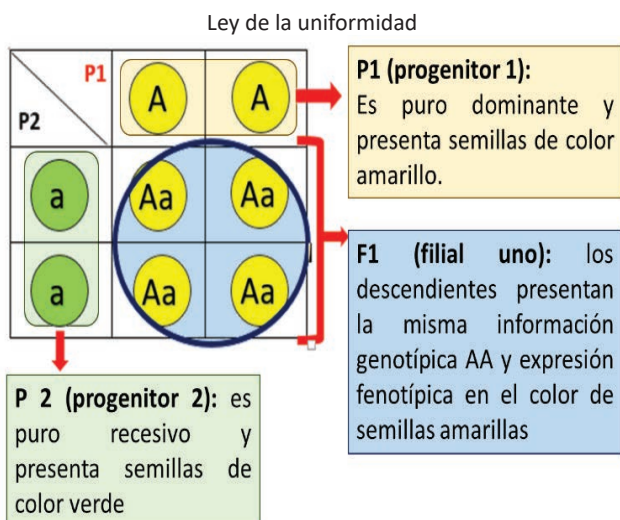 Ley de la uniformidad
P1
P2
A A
a Aa Aa
a Aa Aa
P1 (progenitor 1):
Es puro dominante y
presenta semillas de color
amarillo.
F1 (filial uno): los
descendientes presentan
la misma información
genotípica AA y expresión
fenotípica en el color de
semillas amarillas
P 2 (progenitor 2): es
puro recesivo y
presenta semillas de
color verde